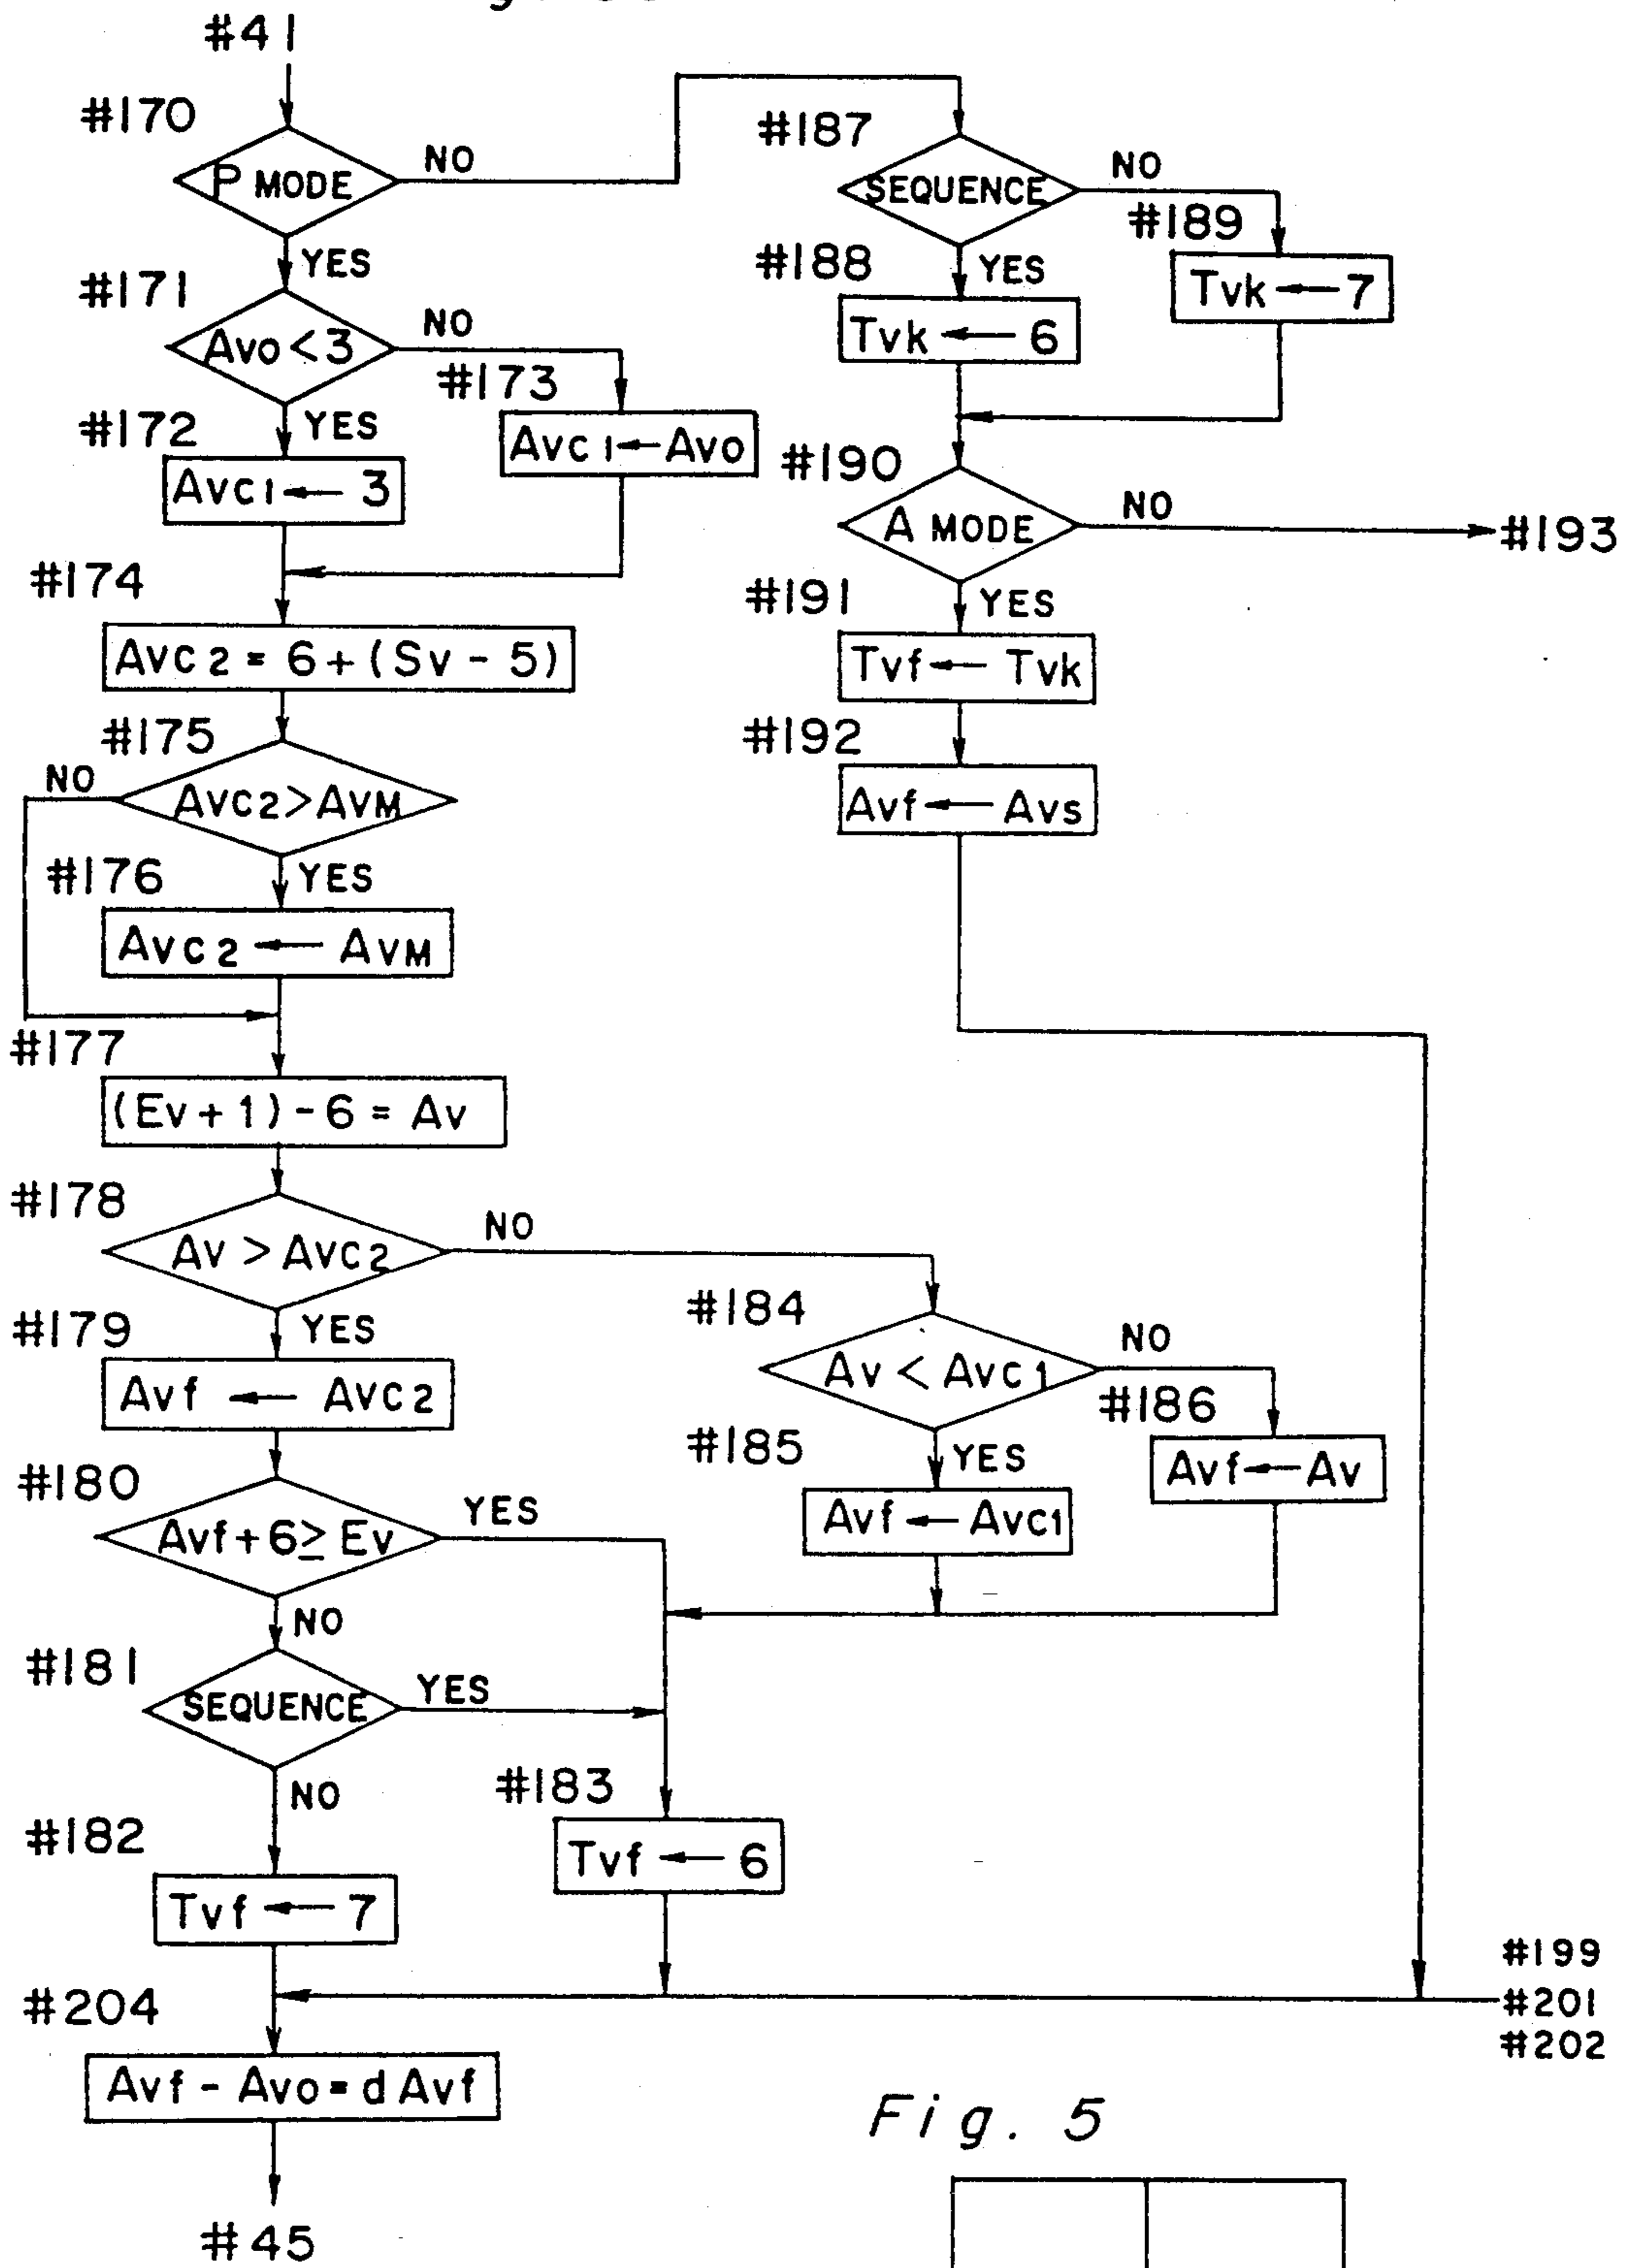 #41
#170
P MODE
NO
YES
#171
Avo < 3
NO
#173
Avc1 ← Avo
#172
YES
Avc1 ← 3
#174
Avc2 = 6 + (Sv - 5)
#175
NO
Avc2 > AvM
#176
YES
Avc2 ← AvM
#177
(Ev + 1) - 6 = Av
#178
NO
Av > Avc2
#179
YES
Avf ← Avc2
#180
YES
Avf + 6 ≥ Ev
NO
#181
SEQUENCE
YES
NO
#183
Tvf ← 6
#182
Tvf ← 7
#204
Avf - Avo = dAvf
#45
#187
SEQUENCE
NO
#189
Tvk ← 7
#188
YES
Tvk ← 6
#190
A MODE
NO
#193
#191
YES
Tvf ← Tvk
#192
Avf ← Avs
#184
Av < Avc1
NO
#186
Avf ← Av
#185
YES
Avf ← Avc1
#199
#201
#202
Fig. 5